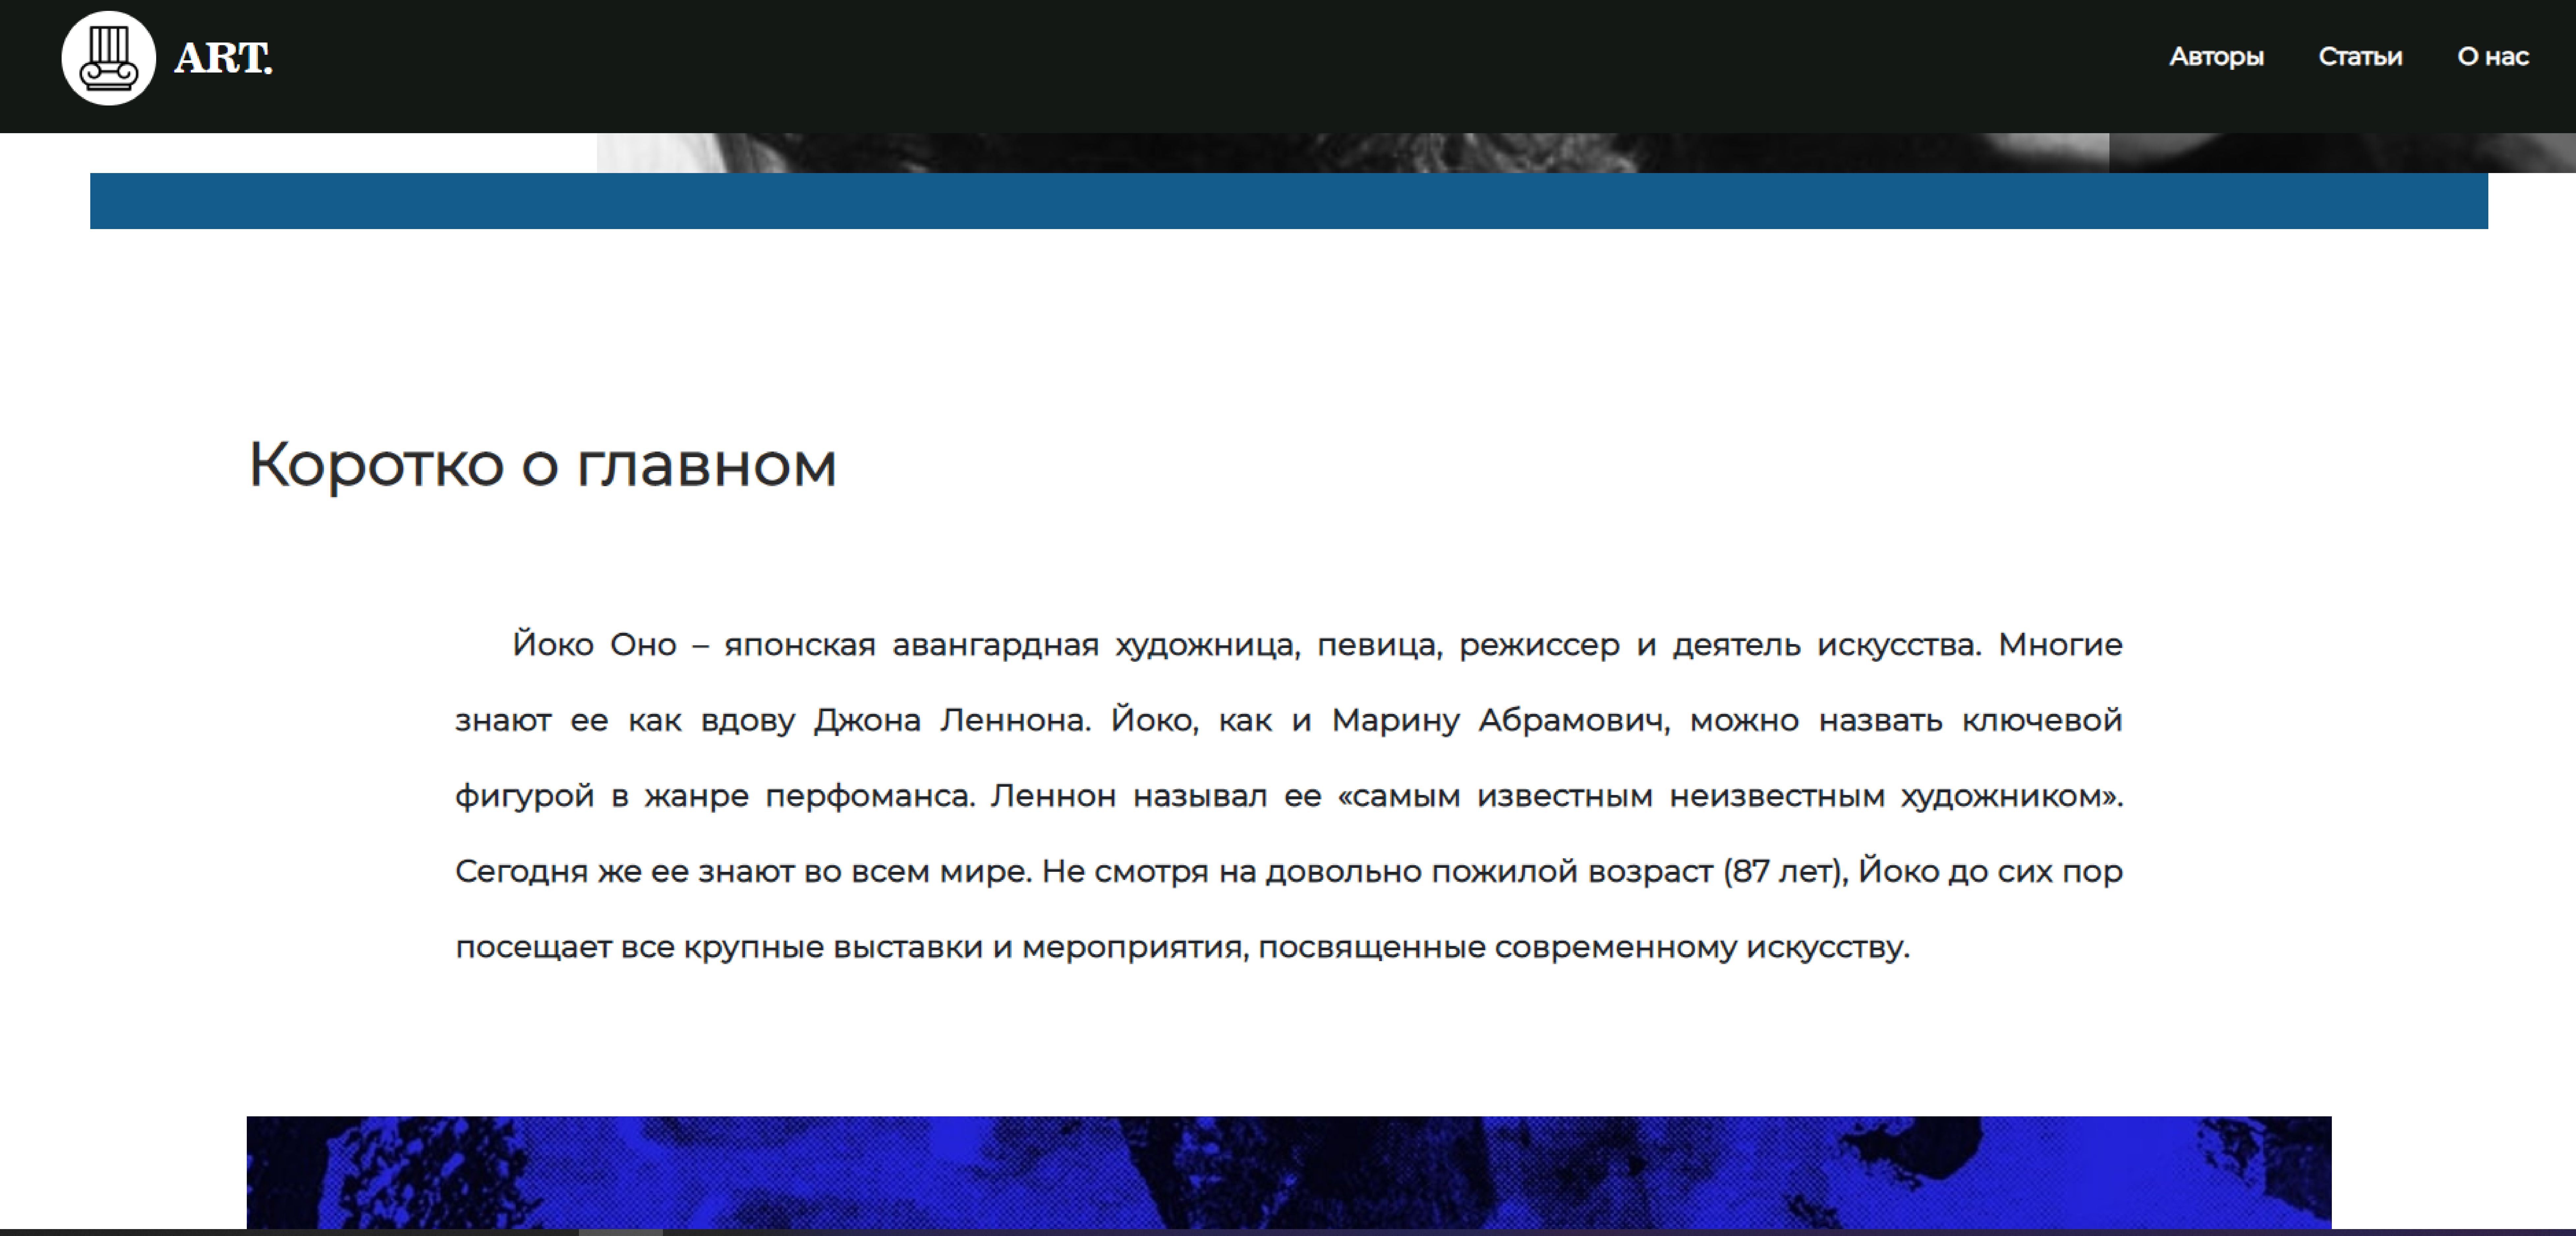 ART.
Авторы Статьи О нас
Коротко о главном
Йоко Оно – японская авангардная художница, певица, режиссер и деятель искусства. Многие
знают ее как вдову Джона Леннона. Йоко, как и Марину Абрамович, можно назвать ключевой
фигурой в жанре перфоманса. Леннон называл ее «самым известным неизвестным художником».
Сегодня же ее знают во всем мире. Не смотря на довольно пожилой возраст (87 лет), Йоко до сих пор
посещает все крупные выставки и мероприятия, посвященные современному искусству.